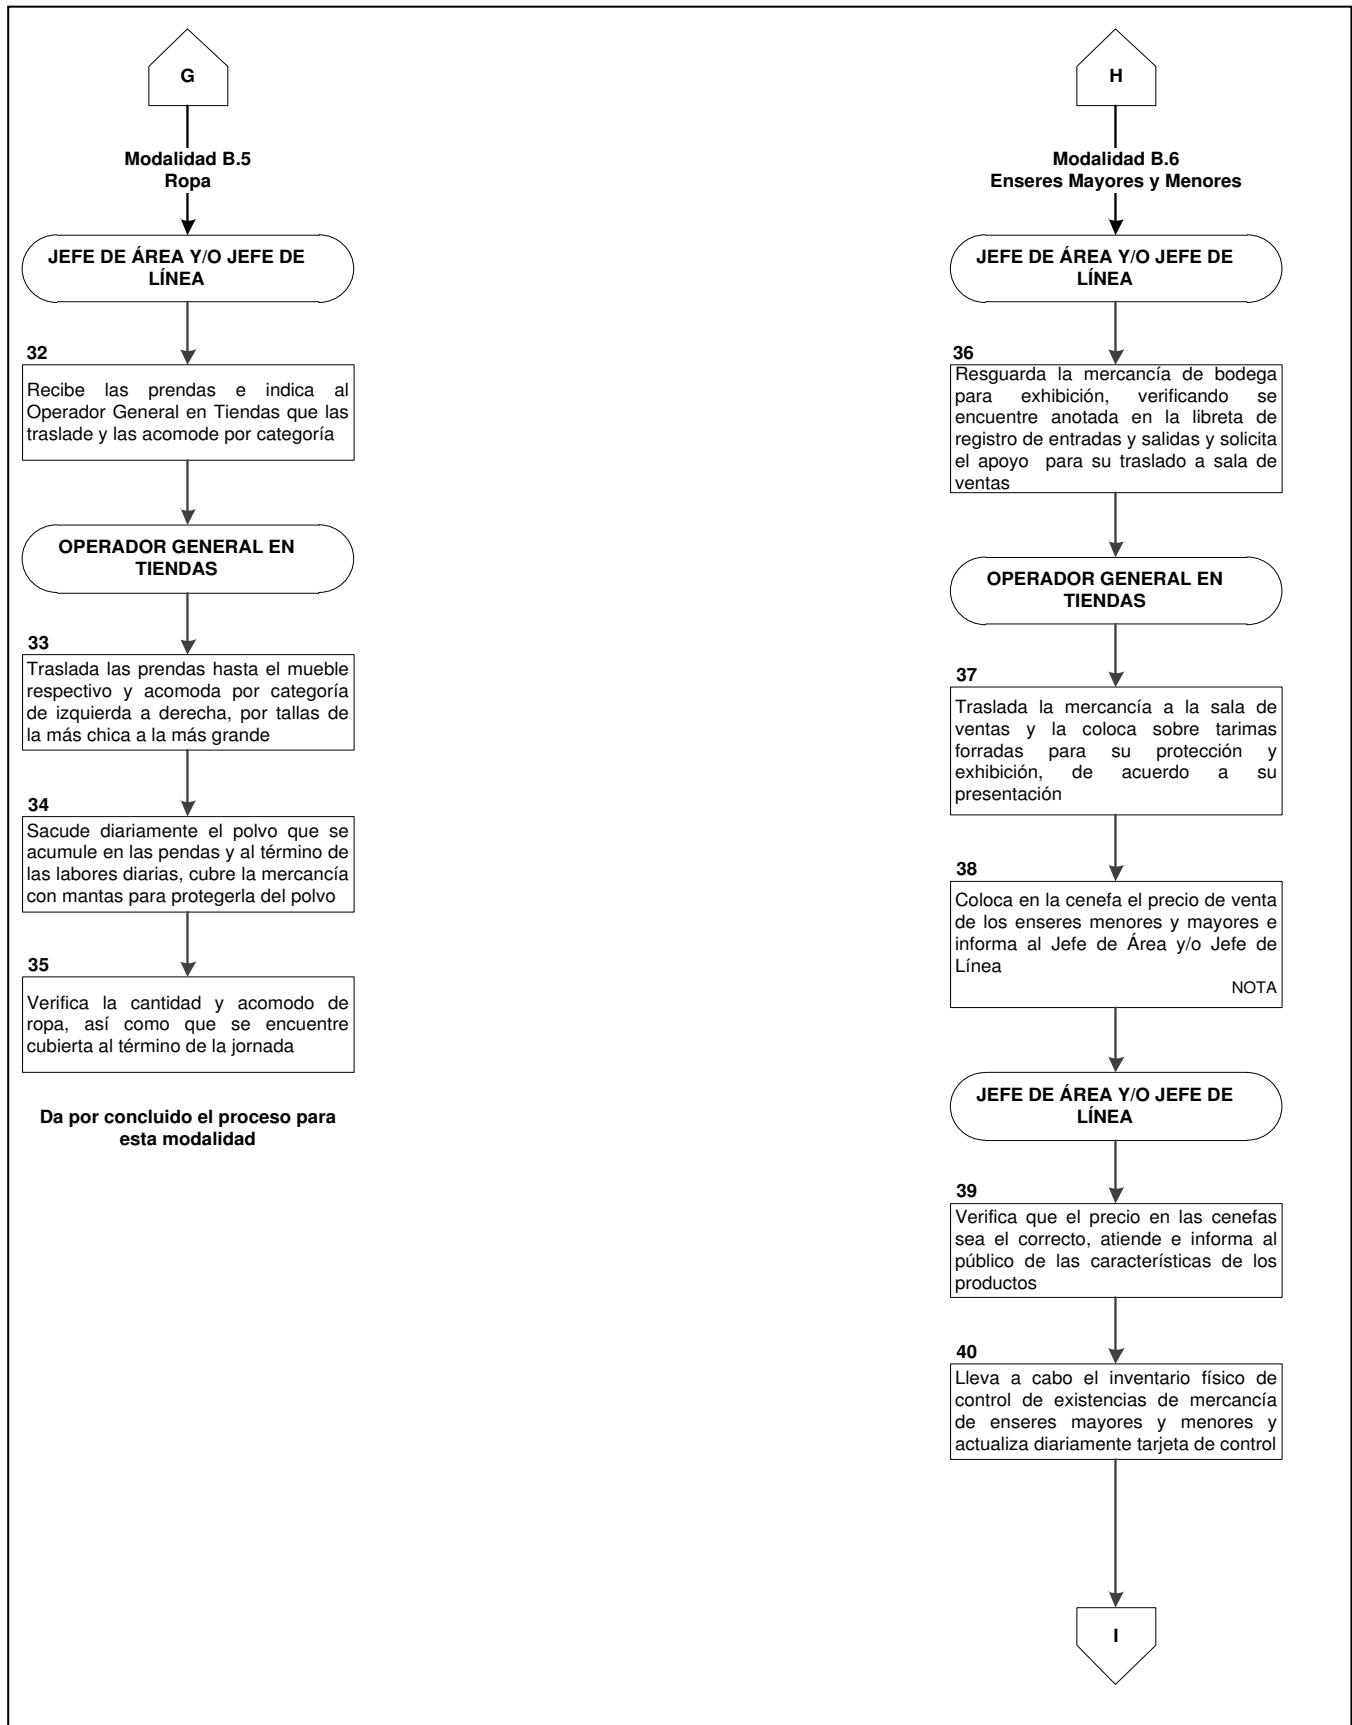 G
Modalidad B.5
Ropa
JEFE DE ÁREA Y/O JEFE DE
LÍNEA
32
Recibe las prendas e indica al
Operador General en Tiendas que las
traslade y las acomode por categoría
OPERADOR GENERAL EN
TIENDAS
33
Traslada las prendas hasta el mueble
respectivo y acomoda por categoría
de izquierda a derecha, por tallas de
la más chica a la más grande
34
Sacude diariamente el polvo que se
acumule en las pendas y al término de
las labores diarias, cubre la mercancía
con mantas para protegerla del polvo
35
Verifica la cantidad y acomodo de
ropa, así como que se encuentre
cubierta al término de la jornada
Da por concluido el proceso para
esta modalidad
H
Modalidad B.6
Enseres Mayores y Menores
JEFE DE ÁREA Y/O JEFE DE
LÍNEA
36
Resguarda la mercancía de bodega
para exhibición, verificando se
encuentre anotada en la libreta de
registro de entradas y salidas y solicita
el apoyo para su traslado a sala de
ventas
OPERADOR GENERAL EN
TIENDAS
37
Traslada la mercancía a la sala de
ventas y la coloca sobre tarimas
forradas para su protección y
exhibición, de acuerdo a su
presentación
38
Coloca en la cenefa el precio de venta
de los enseres menores y mayores e
informa al Jefe de Área y/o Jefe de
Línea
NOTA
JEFE DE ÁREA Y/O JEFE DE
LÍNEA
39
Verifica que el precio en las cenefas
sea el correcto, atiende e informa al
público de las características de los
productos
40
Lleva a cabo el inventario físico de
control de existencias de mercancía
de enseres mayores y menores y
actualiza diariamente tarjeta de control
I